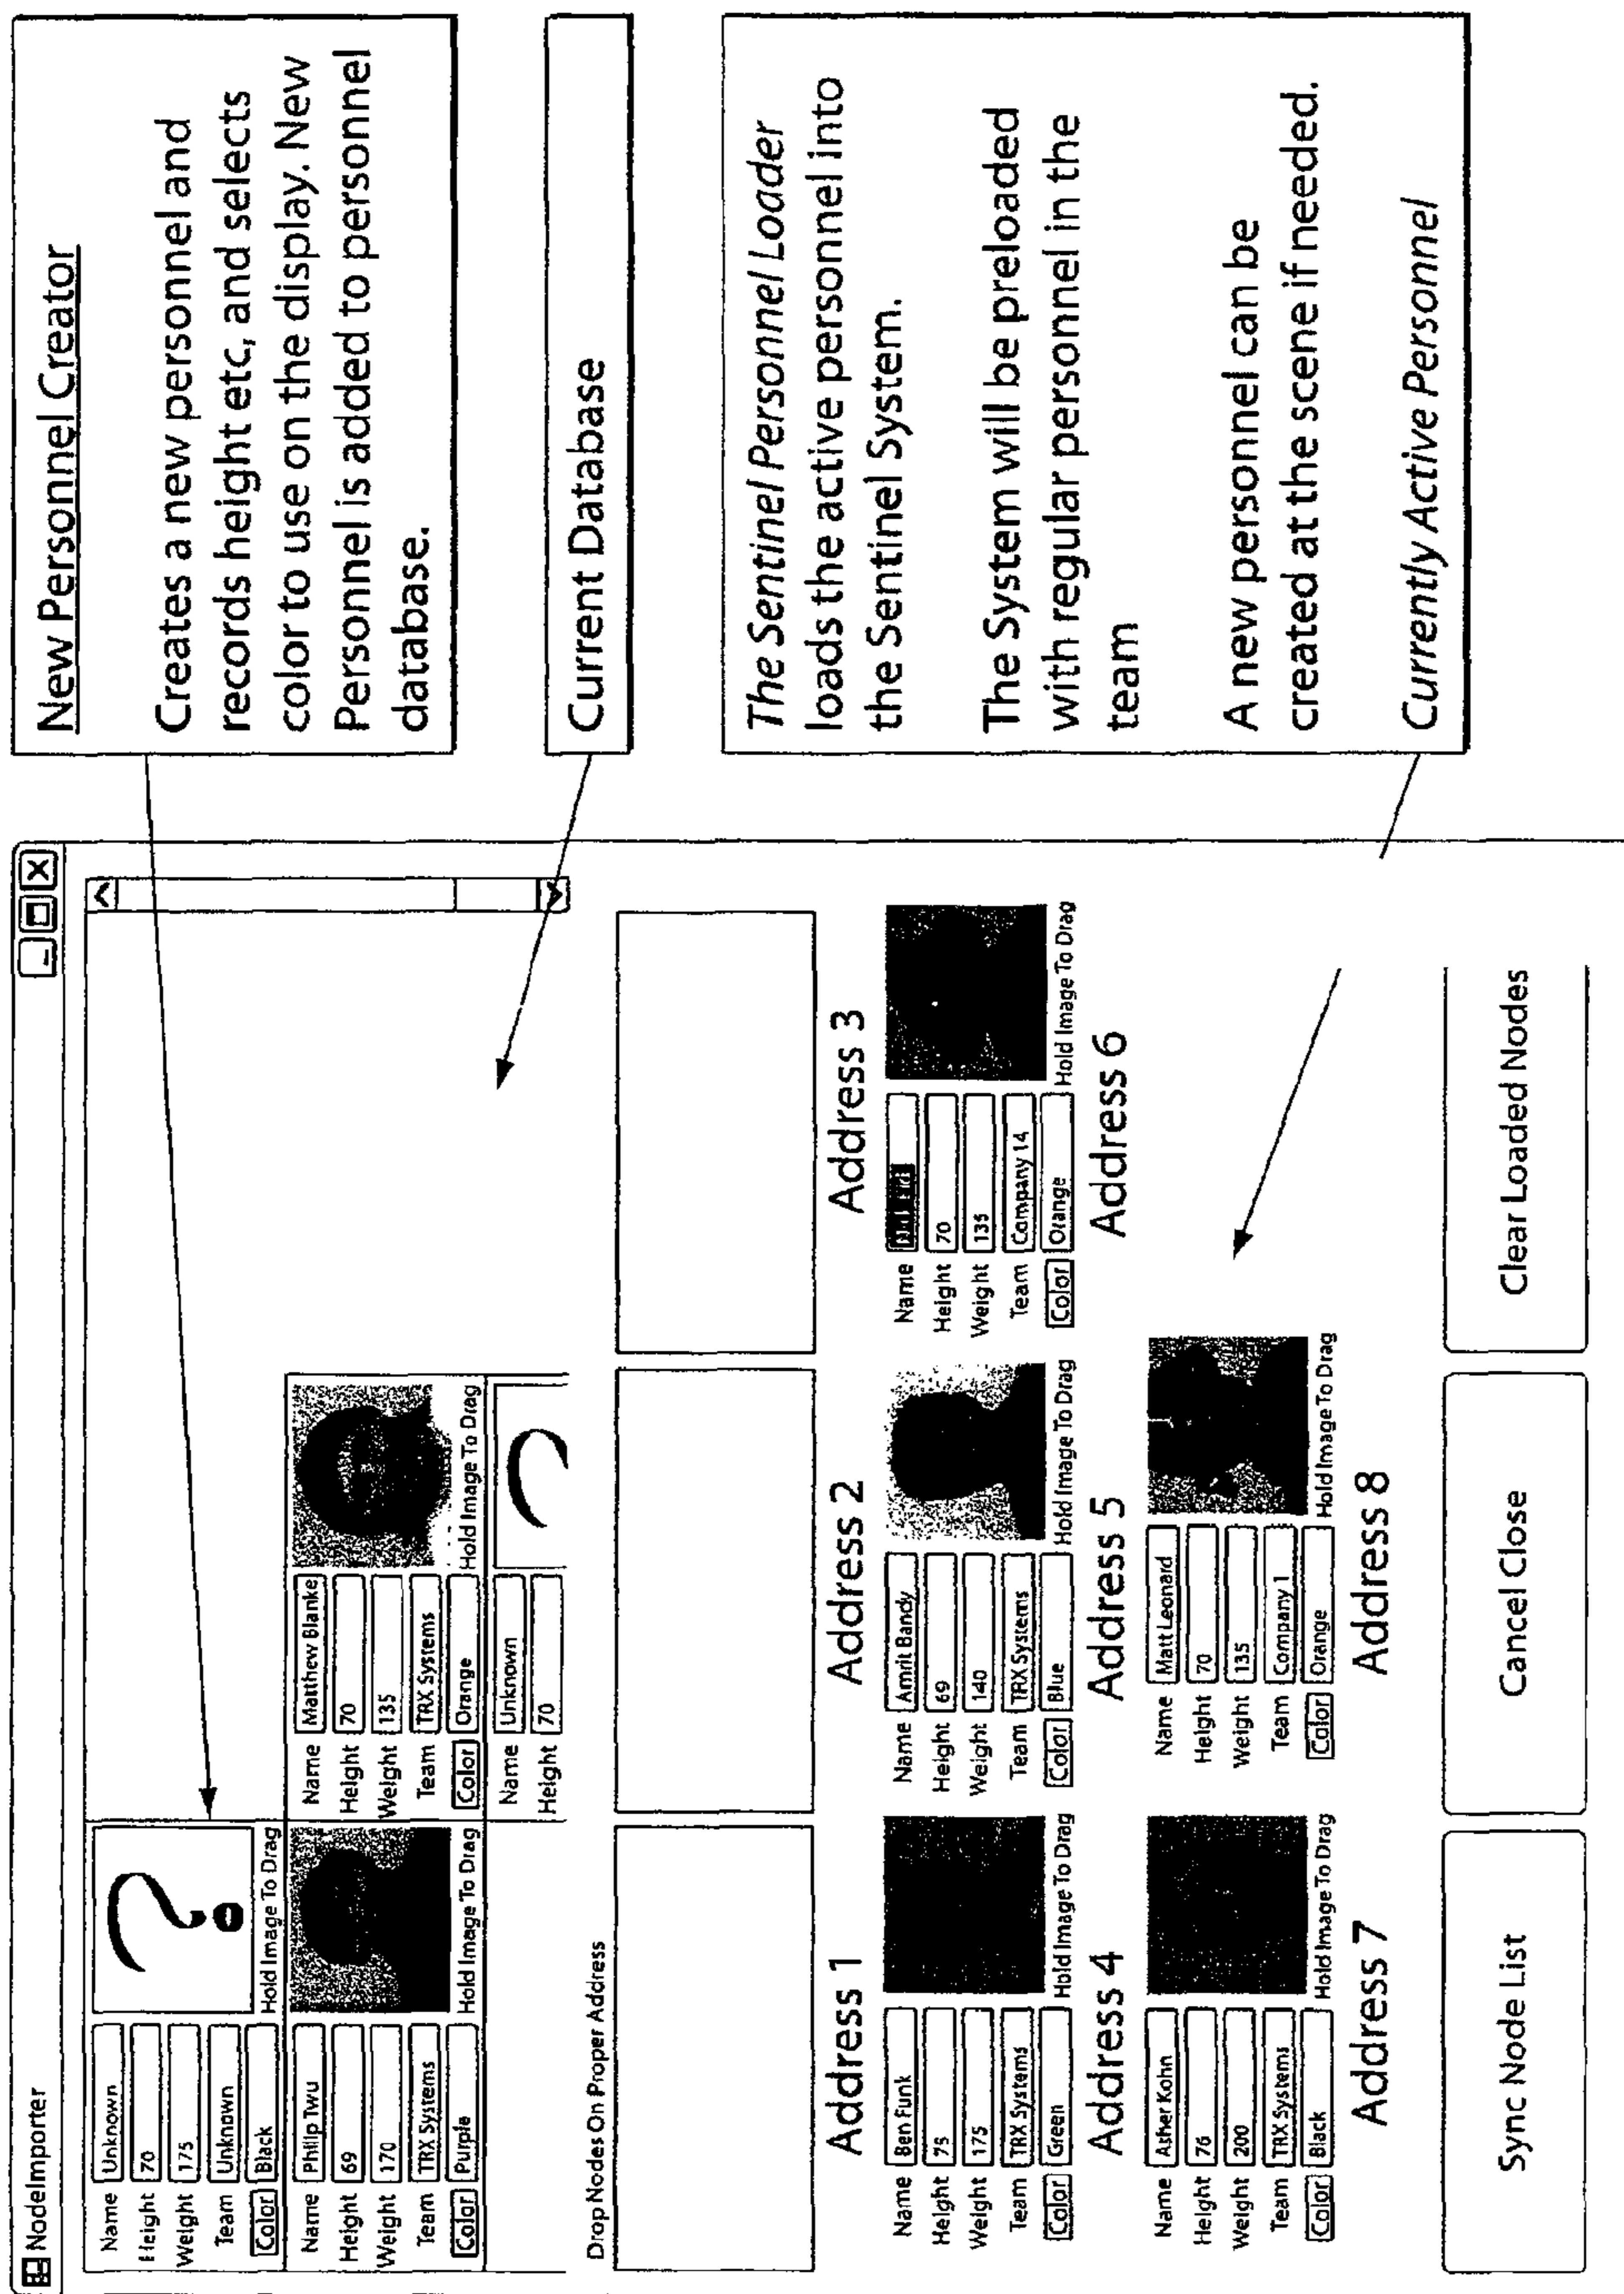 NodeImporter
Name Unknown
Height 70
Weight 175
Team Unknown
Color Black
Hold Image To Drag
?
Name Philip Twu
Height 69
Weight 170
Team TRX Systems
Color Purple
Hold Image To Drag
Name Matthew Blanke
Height 70
Weight 135
Team TRX Systems
Color Orange
Hold Image To Drag
Name Unknown
Height 70
Drop Nodes On Proper Address
Address 1
Address 2
Address 3
Name Ben Funk
Height 75
Weight 175
Team TRX Systems
Color Green
Hold Image To Drag
Address 4
Name Amrit Bandy
Height 69
Weight 140
Team TRX Systems
Color Blue
Hold Image To Drag
Address 5
Name
Height 70
Weight 135
Team Company 14
Color Orange
Hold Image To Drag
Address 6
Name Asher Kohn
Height 76
Weight 200
Team TRX Systems
Color Black
Hold Image To Drag
Address 7
Name Matt Leonard
Height 70
Weight 135
Team Company 1
Color Orange
Hold Image To Drag
Address 8
Sync Node List
Cancel Close
Clear Loaded Nodes
New Personnel Creator
Creates a new personnel and
records height etc, and selects
color to use on the display. New
Personnel is added to personnel
database.
Current Database
The Sentinel Personnel Loader
loads the active personnel into
the Sentinel System.
The System will be preloaded
with regular personnel in the
team
A new personnel can be
created at the scene if needed.
Currently Active Personnel